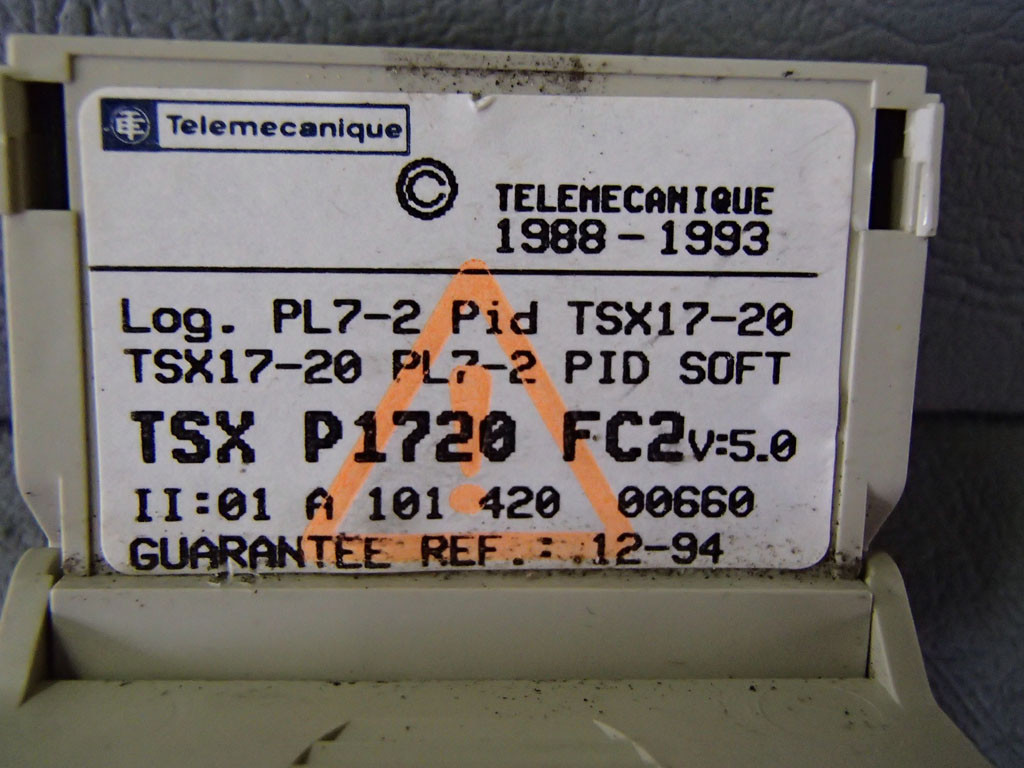 Telemecanique
© TELEMECANIQUE
1988-1993
Log. PL7-2 Pid TSX17-20
TSX17-20 PL7-2 PID SOFT
TSX P1720 FC2 V:5.0
II:01 A 101 420 00660
GUARANTEE REF. : 12-94